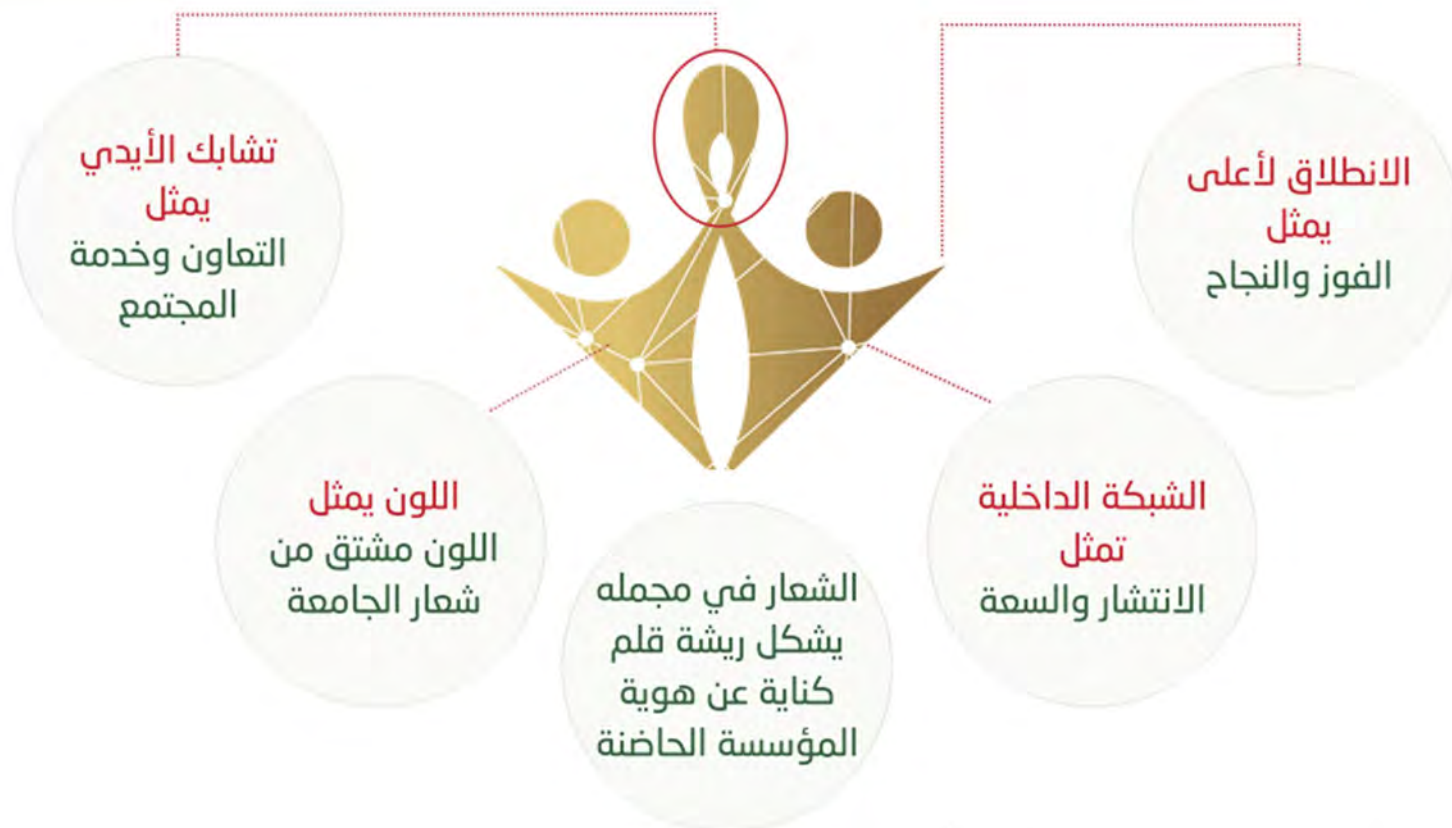 الانطلاق لأعلى
يمثل
الفوز والنجاح
تشابك الأيدي
يمثل
التعاون وخدمة
المجتمع
الشبكة الداخلية
تمثل
الانتشار والسعة
اللون يمثل
اللون مشتق من
شعار الجامعة
الشعار في مجمله
يشكل ريشة قلم
كناية عن هوية
المؤسسة الحاضنة